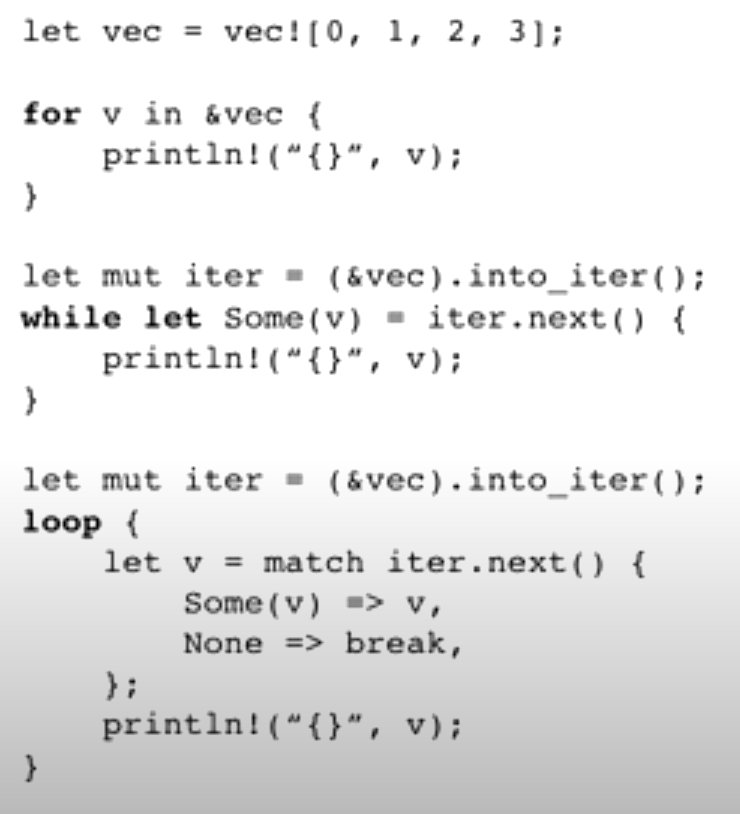 let vec = vec![0, 1, 2, 3];
for v in &vec {
println!(“{}”, v);
}
let mut iter = (&vec).into_iter();
while let Some(v) = iter.next() {
println!(“{}”, v);
}
let mut iter = (&vec).into_iter();
loop {
let v = match iter.next() {
Some(v) => v,
None => break,
};
println!(“{}”, v);
}